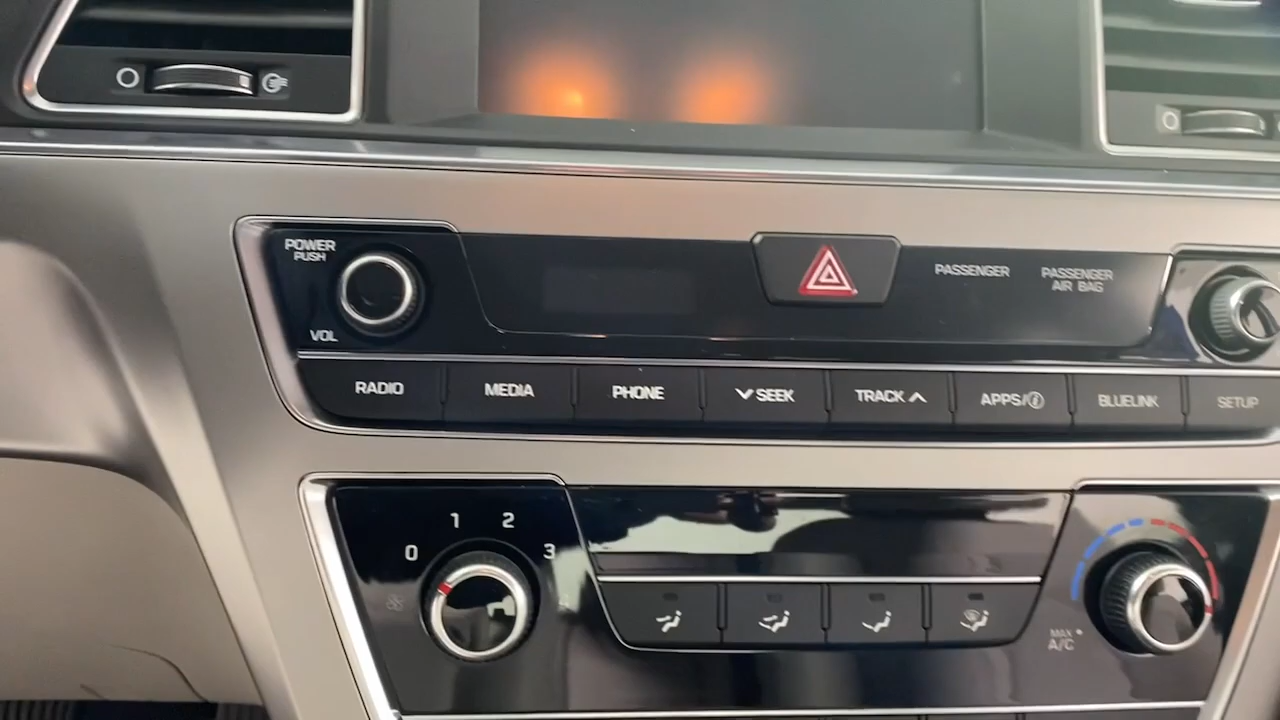 POWER
PUSH
VOL
PASSENGER
PASSENGER
AIR BAG
RADIO
MEDIA
PHONE
SEEK
TRACK
APPS/i
BLUELINK
SETUP
0
1
2
3
MAX
A/C